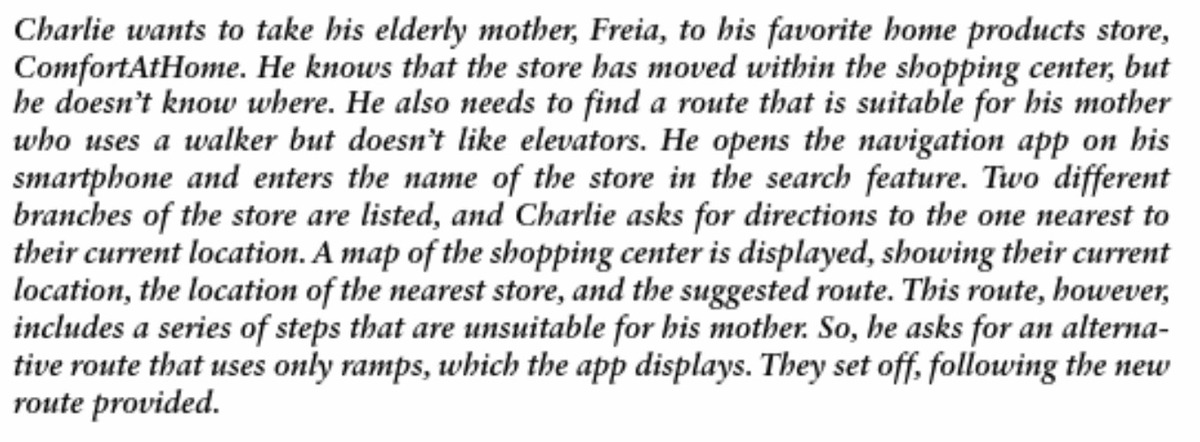 Charlie wants to take his elderly mother, Freia, to his favorite home products store,
ComfortAtHome. He knows that the store has moved within the shopping center, but
he doesn’t know where. He also needs to find a route that is suitable for his mother
who uses a walker but doesn’t like elevators. He opens the navigation app on his
smartphone and enters the name of the store in the search feature. Two different
branches of the store are listed, and Charlie asks for directions to the one nearest to
their current location. A map of the shopping center is displayed, showing their current
location, the location of the nearest store, and the suggested route. This route, however,
includes a series of steps that are unsuitable for his mother. So, he asks for an alterna-
tive route that uses only ramps, which the app displays. They set off, following the new
route provided.